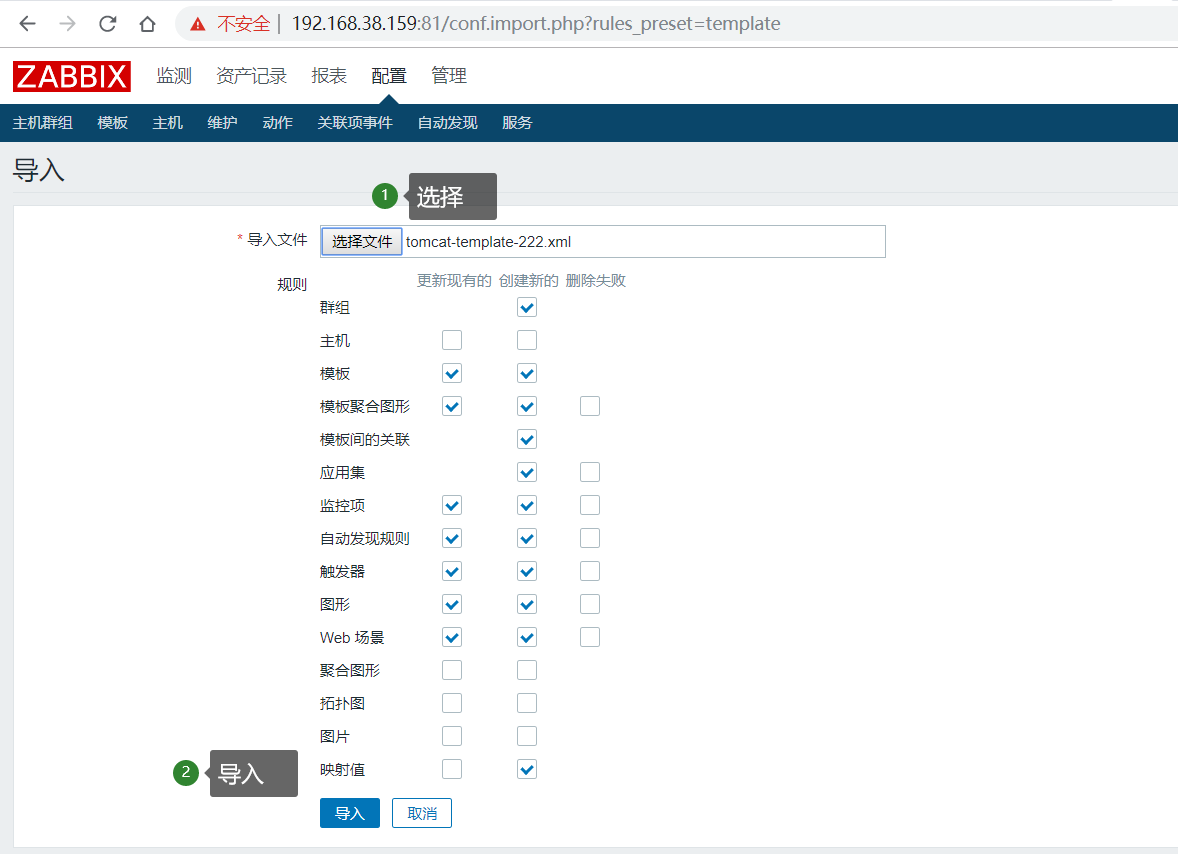 不安全 | 192.168.38.159:81/conf.import.php?rules_preset=template
ZABBIX 监测 资产记录 报表 配置 管理
主机群组 模板 主机 维护 动作 关联项事件 自动发现 服务
导入
1 选择
* 导入文件 选择文件 tomcat-template-222.xml
规则 更新现有的 创建新的 删除失败
群组
主机
模板
模板聚合图形
模板间的关联
应用集
监控项
自动发现规则
触发器
图形
Web 场景
聚合图形
拓扑图
图片
映射值
2 导入
导入 取消